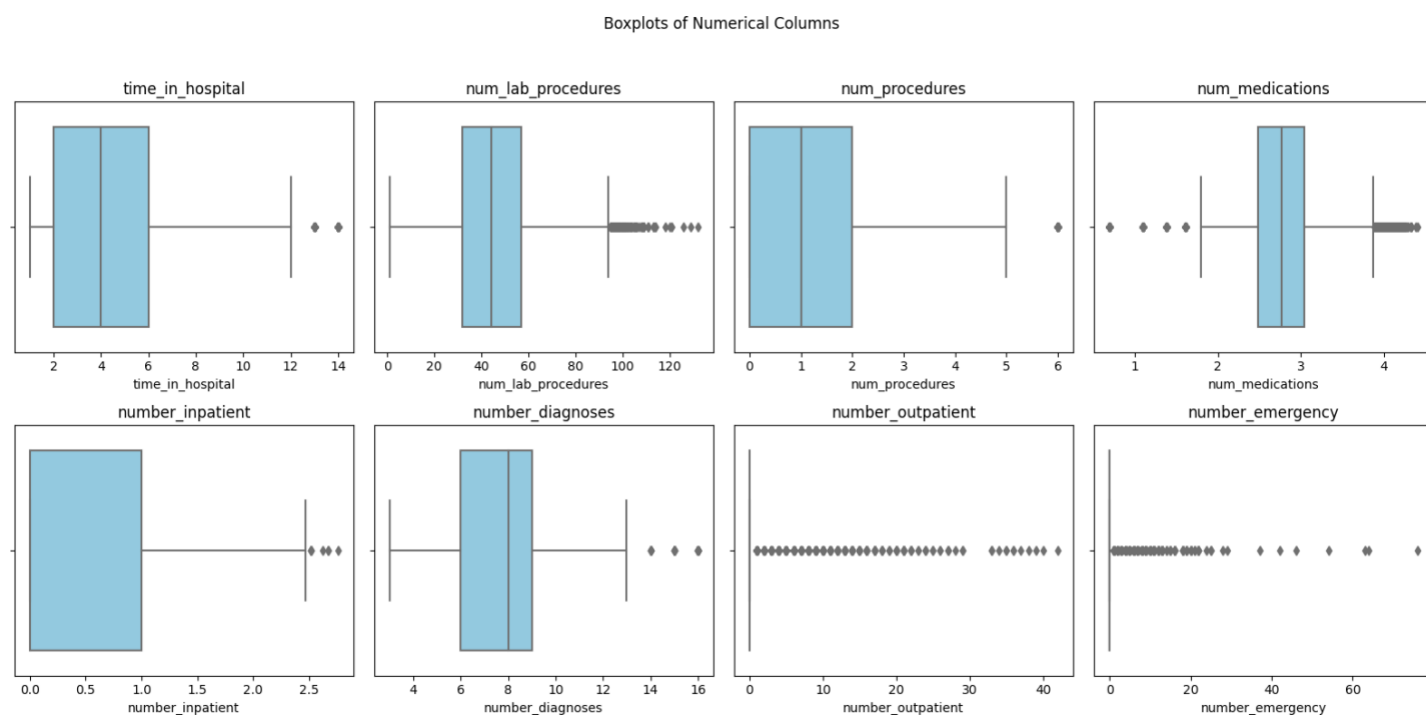 Boxplots of Numerical Columns
time_in_hospital
num_lab_procedures
num_procedures
num_medications
2 4 6 8 10 12 14
0 20 40 60 80 100 120
0 1 2 3 4 5 6
1 2 3 4
time_in_hospital
num_lab_procedures
num_procedures
num_medications
number_inpatient
number_diagnoses
number_outpatient
number_emergency
0.0 0.5 1.0 1.5 2.0 2.5
4 6 8 10 12 14 16
0 10 20 30 40
0 20 40 60
number_inpatient
number_diagnoses
number_outpatient
number_emergency